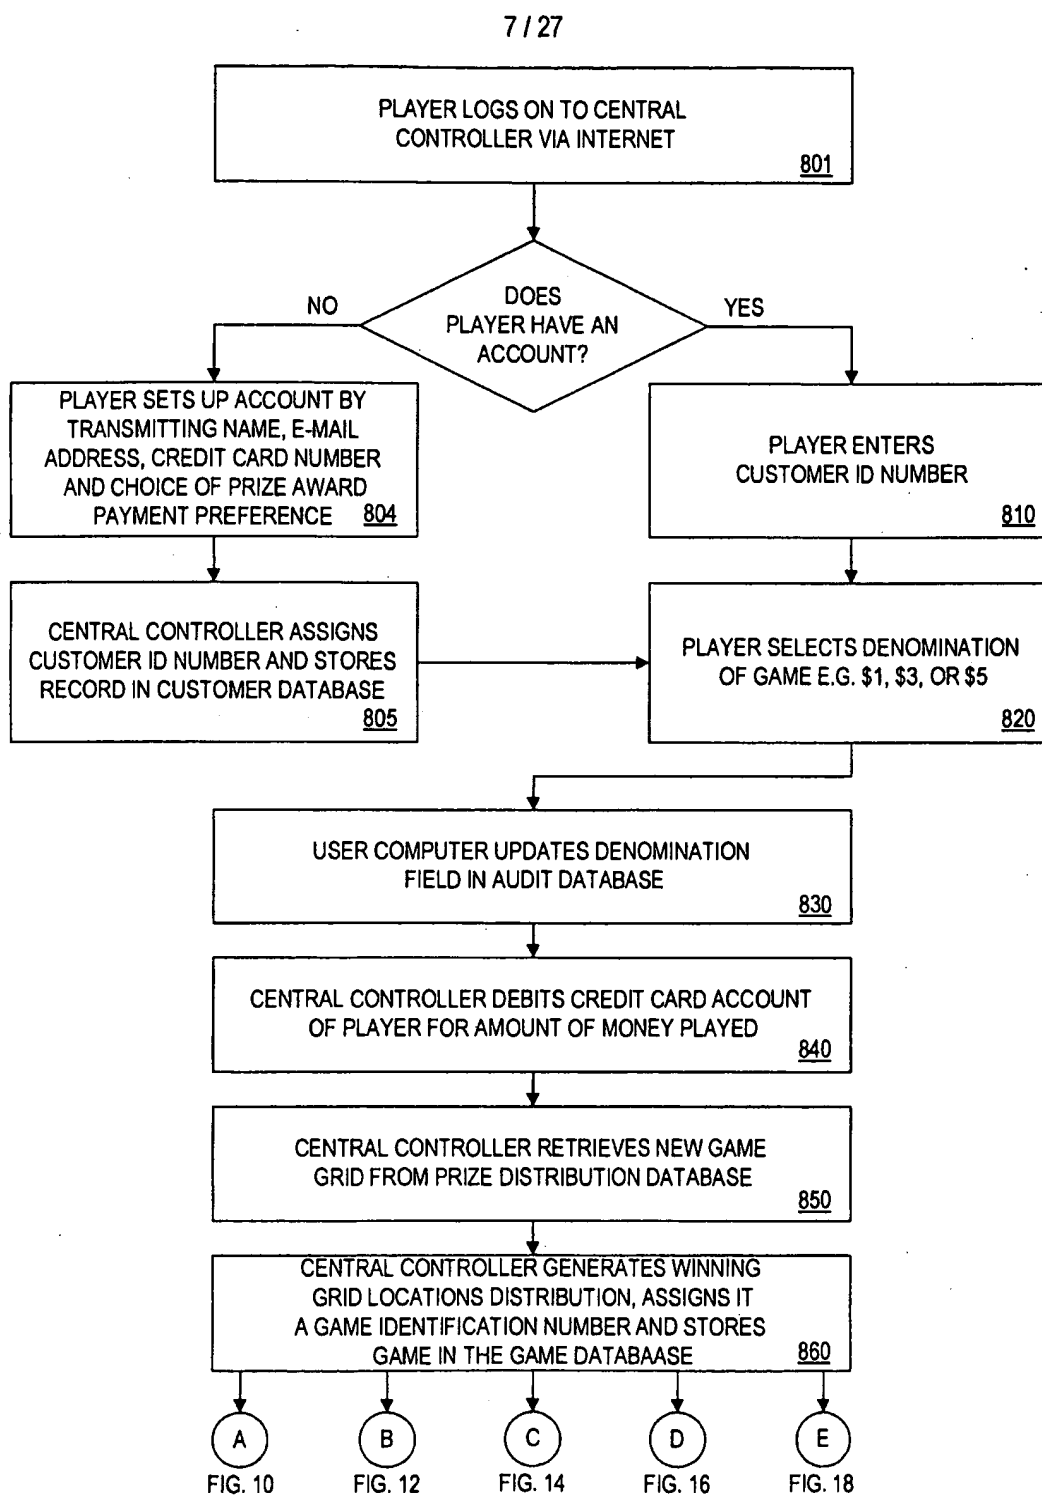 7 / 27
PLAYER LOGS ON TO CENTRAL
CONTROLLER VIA INTERNET
801
DOES
PLAYER HAVE AN
ACCOUNT?
NO
YES
PLAYER SETS UP ACCOUNT BY
TRANSMITTING NAME, E-MAIL
ADDRESS, CREDIT CARD NUMBER
AND CHOICE OF PRIZE AWARD
PAYMENT PREFERENCE 804
PLAYER ENTERS
CUSTOMER ID NUMBER
810
CENTRAL CONTROLLER ASSIGNS
CUSTOMER ID NUMBER AND STORES
RECORD IN CUSTOMER DATABASE
805
PLAYER SELECTS DENOMINATION
OF GAME E.G. $1, $3, OR $5
820
USER COMPUTER UPDATES DENOMINATION
FIELD IN AUDIT DATABASE
830
CENTRAL CONTROLLER DEBITS CREDIT CARD ACCOUNT
OF PLAYER FOR AMOUNT OF MONEY PLAYED
840
CENTRAL CONTROLLER RETRIEVES NEW GAME
GRID FROM PRIZE DISTRIBUTION DATABASE
850
CENTRAL CONTROLLER GENERATES WINNING
GRID LOCATIONS DISTRIBUTION, ASSIGNS IT
A GAME IDENTIFICATION NUMBER AND STORES
GAME IN THE GAME DATABAASE 860
A
B
C
D
E
FIG. 10
FIG. 12
FIG. 14
FIG. 16
FIG. 18